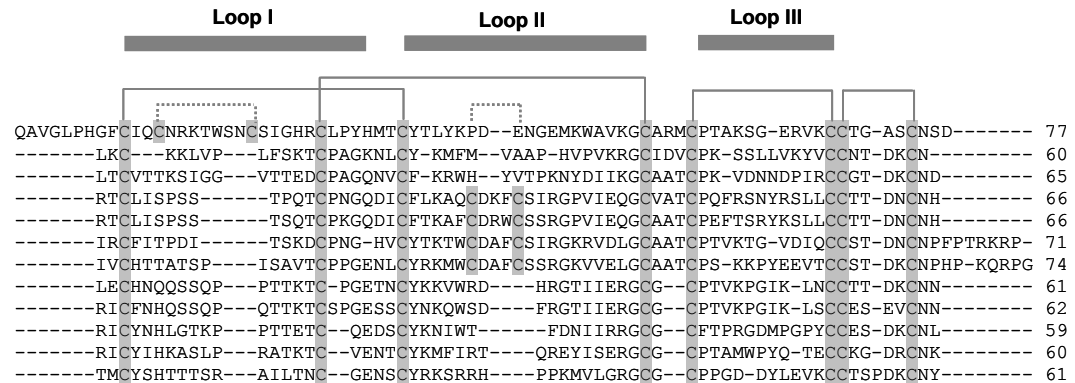 Loop I Loop II Loop III
QAVGLPHGFCIQCNRKTWSNCSIGHRCLPYHMTCYTLYKPD--ENGEMKWAVKGCARMCPTAKSG-ERVKCCTG-ASCNSD-------- 77
-------LKC---KKLVP--LFSKTCPAGKNLCY-KMFM--VAAP-HVPVKRGCIDVCPK-SSLLVKYVCCNT-DKCN---------- 60
-------LTCVTTKSIGG--VTTEDCPAGQNVCF-KRWH--YVTPKNYDIIKGCAATCPK-VDNNDPIRCCGT-DKCND--------- 65
-------RTCLISPSS----TPQTCPNGQDICFLKAQCDKFCSIRGPVIEQGCVATCPQFRSNYRSLLCCTT-DNCNH--------- 66
-------RTCLISPSS----TSQTCPKGQDICFTKAFCDRWCSSRGPVIEQGCAATCPEFTSRYKSLLCCTT-DNCNH--------- 66
-------IRCFITPDI-----TSKDCPNG-HVCYTKTWCDAFCSIRGKRVDLGCAATCPTVKTG-VDIQCCST-DNCNPFPTRKRP- 71
-------IVCHTTATSP---ISAVTCPPGENLCYRKMWCDAFCSSRGKVVELGCAATCPS-KKPYEEVTCCST-DKCNPHP-KQRPG 74
-------LECHNQQSSQP--PTTKTC-PGETNCYKKVWRD---HRGTIIERGCG--CPTVKPGIK-LNCCTT-DKCNN--------- 61
-------RICFNHQSSQP--QTTKTCSPGESSCYNKQWSD---FRGTIIERGCG--CPTVKPGIK-LSCCES-EVCNN--------- 62
-------RICYNHLGTKP--PTTETC--QEDSCYKNIWT----FDNIIRRGCG--CFTPRGDMPGPYCCES-DKCNL--------- 59
-------RICYIHKASLP--RATKTC--VENTCYKMFIRT---QREYISERGCG--CPTAMWPYQ-TECCKG-DRCNK--------- 60
-------TMCYSHTTTSR---AILTNC-GENSCYRKSRRH---PPKMVLGRGCG--CPPGD-DYLEVKCCTSPDKCNY--------- 61